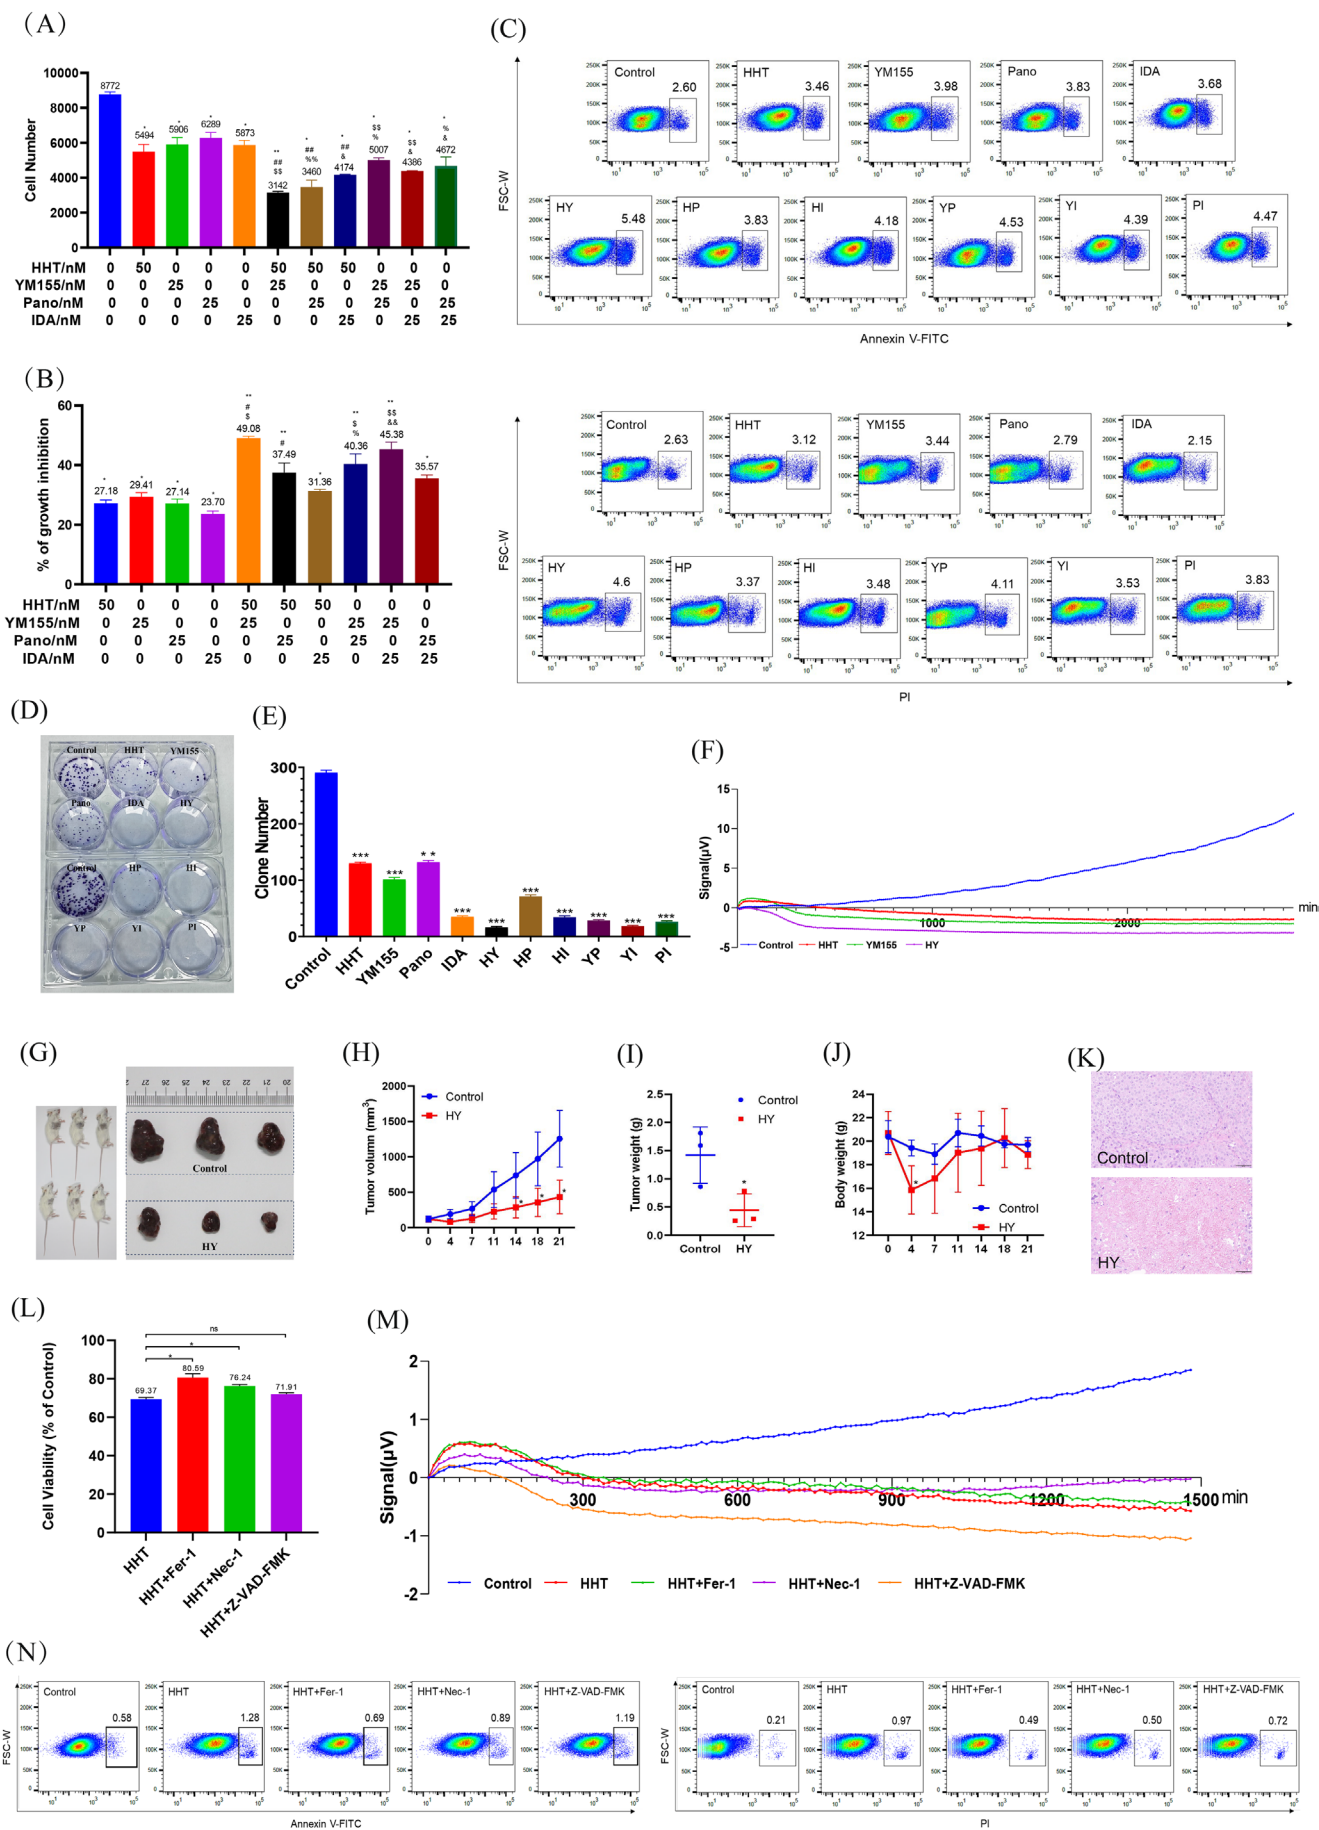 (A)
Cell Number
10000
8000
6000
4000
2000
0
8772
* 5494
* 5906
* 6289
* 5873
** ## $$ 3142
* ## %% 3460
* ## & 4174
* $$ % 5007
* $$ & 4386
* % & 4672
HHT/nM 0 50 0 0 0 50 50 50 0 0 0
YM155/nM 0 0 25 0 0 25 0 0 25 25 0
Pano/nM 0 0 0 25 0 0 25 0 25 0 25
IDA/nM 0 0 0 0 25 0 0 25 0 25 25
(B)
% of growth inhibition
60
40
20
0
* 27.18
* 29.41
* 27.14
* 23.70
** # $ 49.08
** # 37.49
* 31.36
** $ % 40.36
** $$ && 45.38
* 35.57
HHT/nM 50 0 0 0 50 50 50 0 0 0
YM155/nM 0 25 0 0 25 0 0 25 25 0
Pano/nM 0 0 25 0 0 25 0 25 0 25
IDA/nM 0 0 0 25 0 0 25 0 25 25
(C)
FSC-W
Control 2.60
HHT 3.46
YM155 3.98
Pano 3.83
IDA 3.68
HY 5.48
HP 3.83
HI 4.18
YP 4.53
YI 4.39
PI 4.47
Annexin V-FITC
FSC-W
Control 2.63
HHT 3.12
YM155 3.44
Pano 2.79
IDA 2.15
HY 4.6
HP 3.37
HI 3.48
YP 4.11
YI 3.53
PI 3.83
PI
(D)
Control HHT YM155
Pano IDA HY
Control HP HI
YP YI PI
(E)
Clone Number
300
200
100
0
*** *** ** *** *** *** *** *** *** ***
Control HHT YM155 Pano IDA HY HP HI YP YI PI
(F)
Signal(μV)
15
10
5
0
-5
1000 2000 min
Control HHT YM155 HY
(G)
27 26 25 24 23 22 21 20
Control
HY
(H)
Tumor volumn (mm³)
2000
1500
1000
500
0
Control
HY
* * *
0 4 7 11 14 18 21
(I)
Tumor weight (g)
2.5
2.0
1.5
1.0
0.5
0.0
Control
HY
*
Control HY
(J)
Body weight (g)
24
22
20
18
16
14
12
*
Control
HY
0 4 7 11 14 18 21
(K)
Control
HY
(L)
Cell Viability (% of Control)
100
80
60
40
20
0
ns
*
*
69.37 80.59 76.24 71.91
HHT HHT+Fer-1 HHT+Nec-1 HHT+Z-VAD-FMK
(M)
Signal(μV)
2
1
0
-1
-2
300 600 900 1200 1500 min
Control HHT HHT+Fer-1 HHT+Nec-1 HHT+Z-VAD-FMK
(N)
FSC-W
Control 0.58
HHT 1.28
HHT+Fer-1 0.69
HHT+Nec-1 0.89
HHT+Z-VAD-FMK 1.19
Annexin V-FITC
FSC-W
Control 0.21
HHT 0.97
HHT+Fer-1 0.49
HHT+Nec-1 0.50
HHT+Z-VAD-FMK 0.72
PI